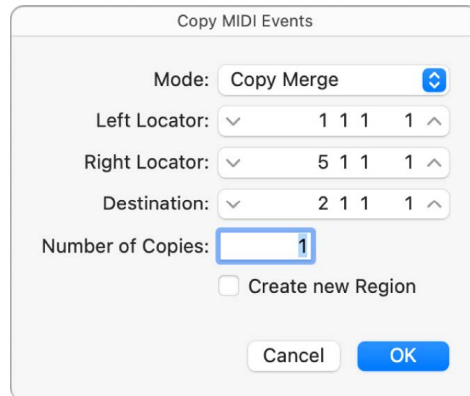 Copy MIDI Events
Mode: Copy Merge
Left Locator: 1 1 1 1
Right Locator: 5 1 1 1
Destination: 2 1 1 1
Number of Copies: 1
Create new Region
Cancel OK